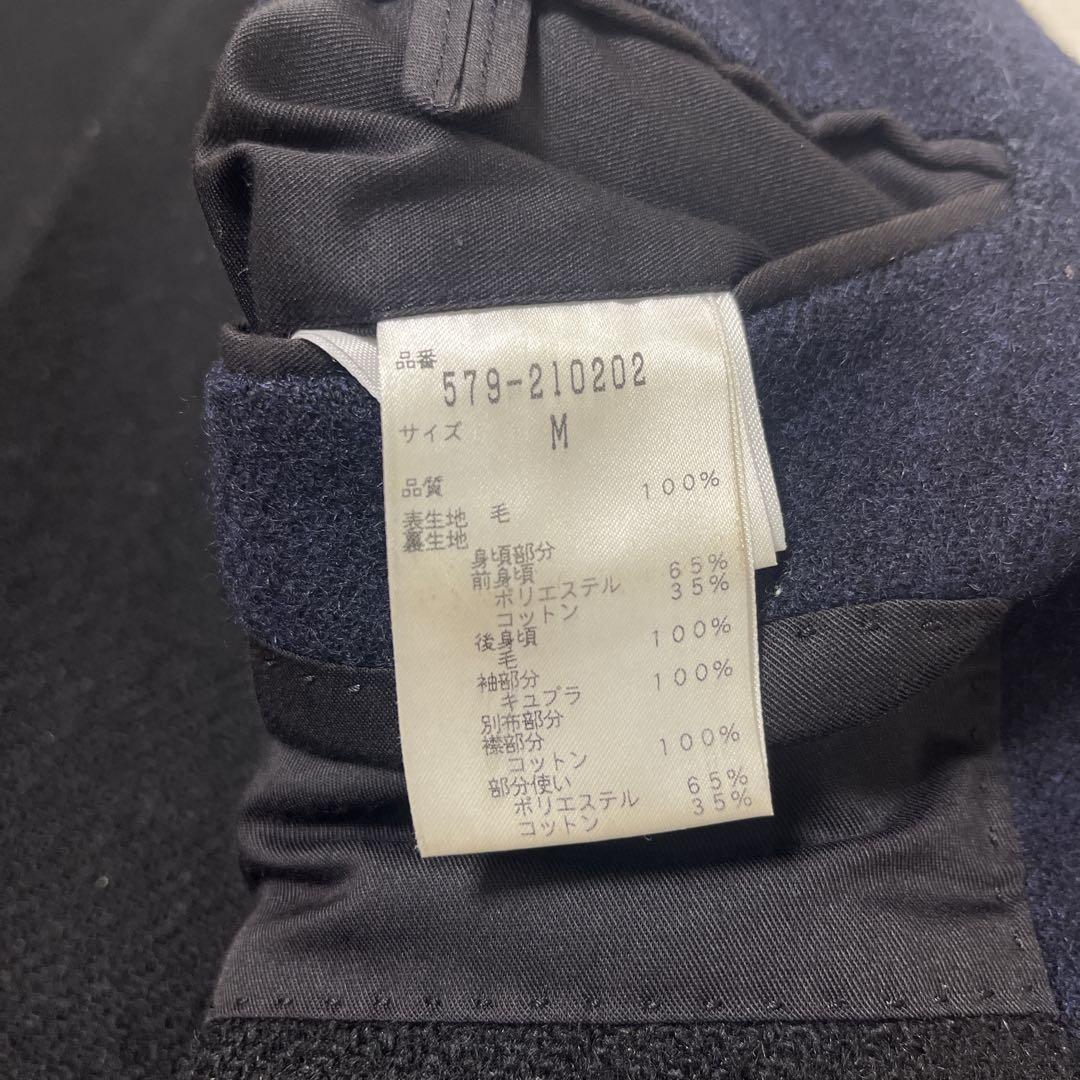 品番
579-210202
サイズ M
品質
表生地 毛 100%
裏生地
身頃部分
前身頃
ポリエステル 65%
コットン 35%
後身頃
毛 100%
袖部分
キュプラ 100%
別布部分
襟部分
コットン 100%
部分使い
ポリエステル 65%
コットン 35%